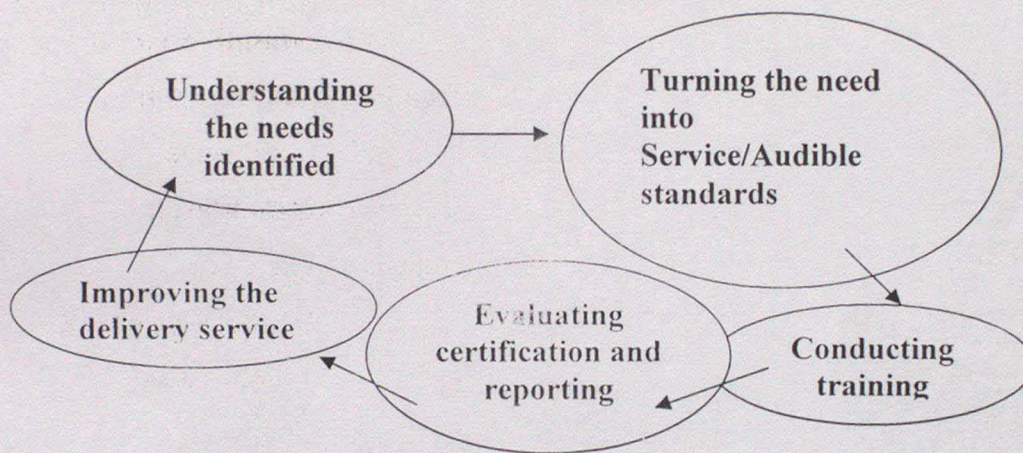 Understanding
the needs
identified
Turning the need
into
Service/Audible
standards
Conducting
training
Evaluating
certification and
reporting
Improving the
delivery service